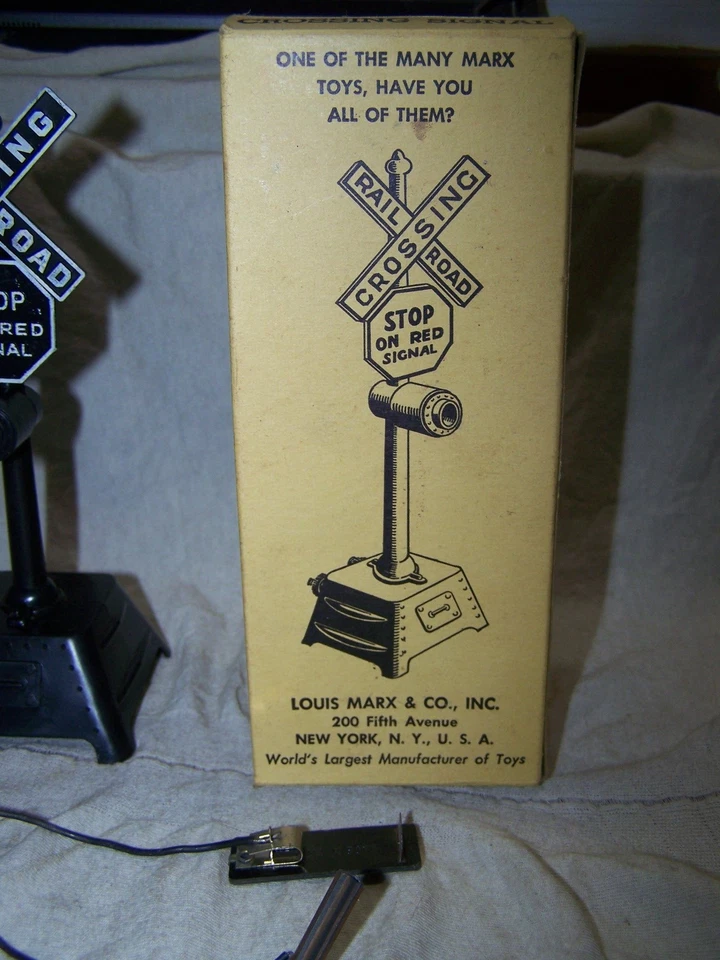 CROSSING SIGNAL
ONE OF THE MANY MARX
TOYS, HAVE YOU
ALL OF THEM?
RAIL ROAD
CROSSING
STOP
ON RED
SIGNAL
LOUIS MARX & CO., INC.
200 Fifth Avenue
NEW YORK, N. Y., U. S. A.
World's Largest Manufacturer of Toys
ING
ROAD
OP
RED
NAL